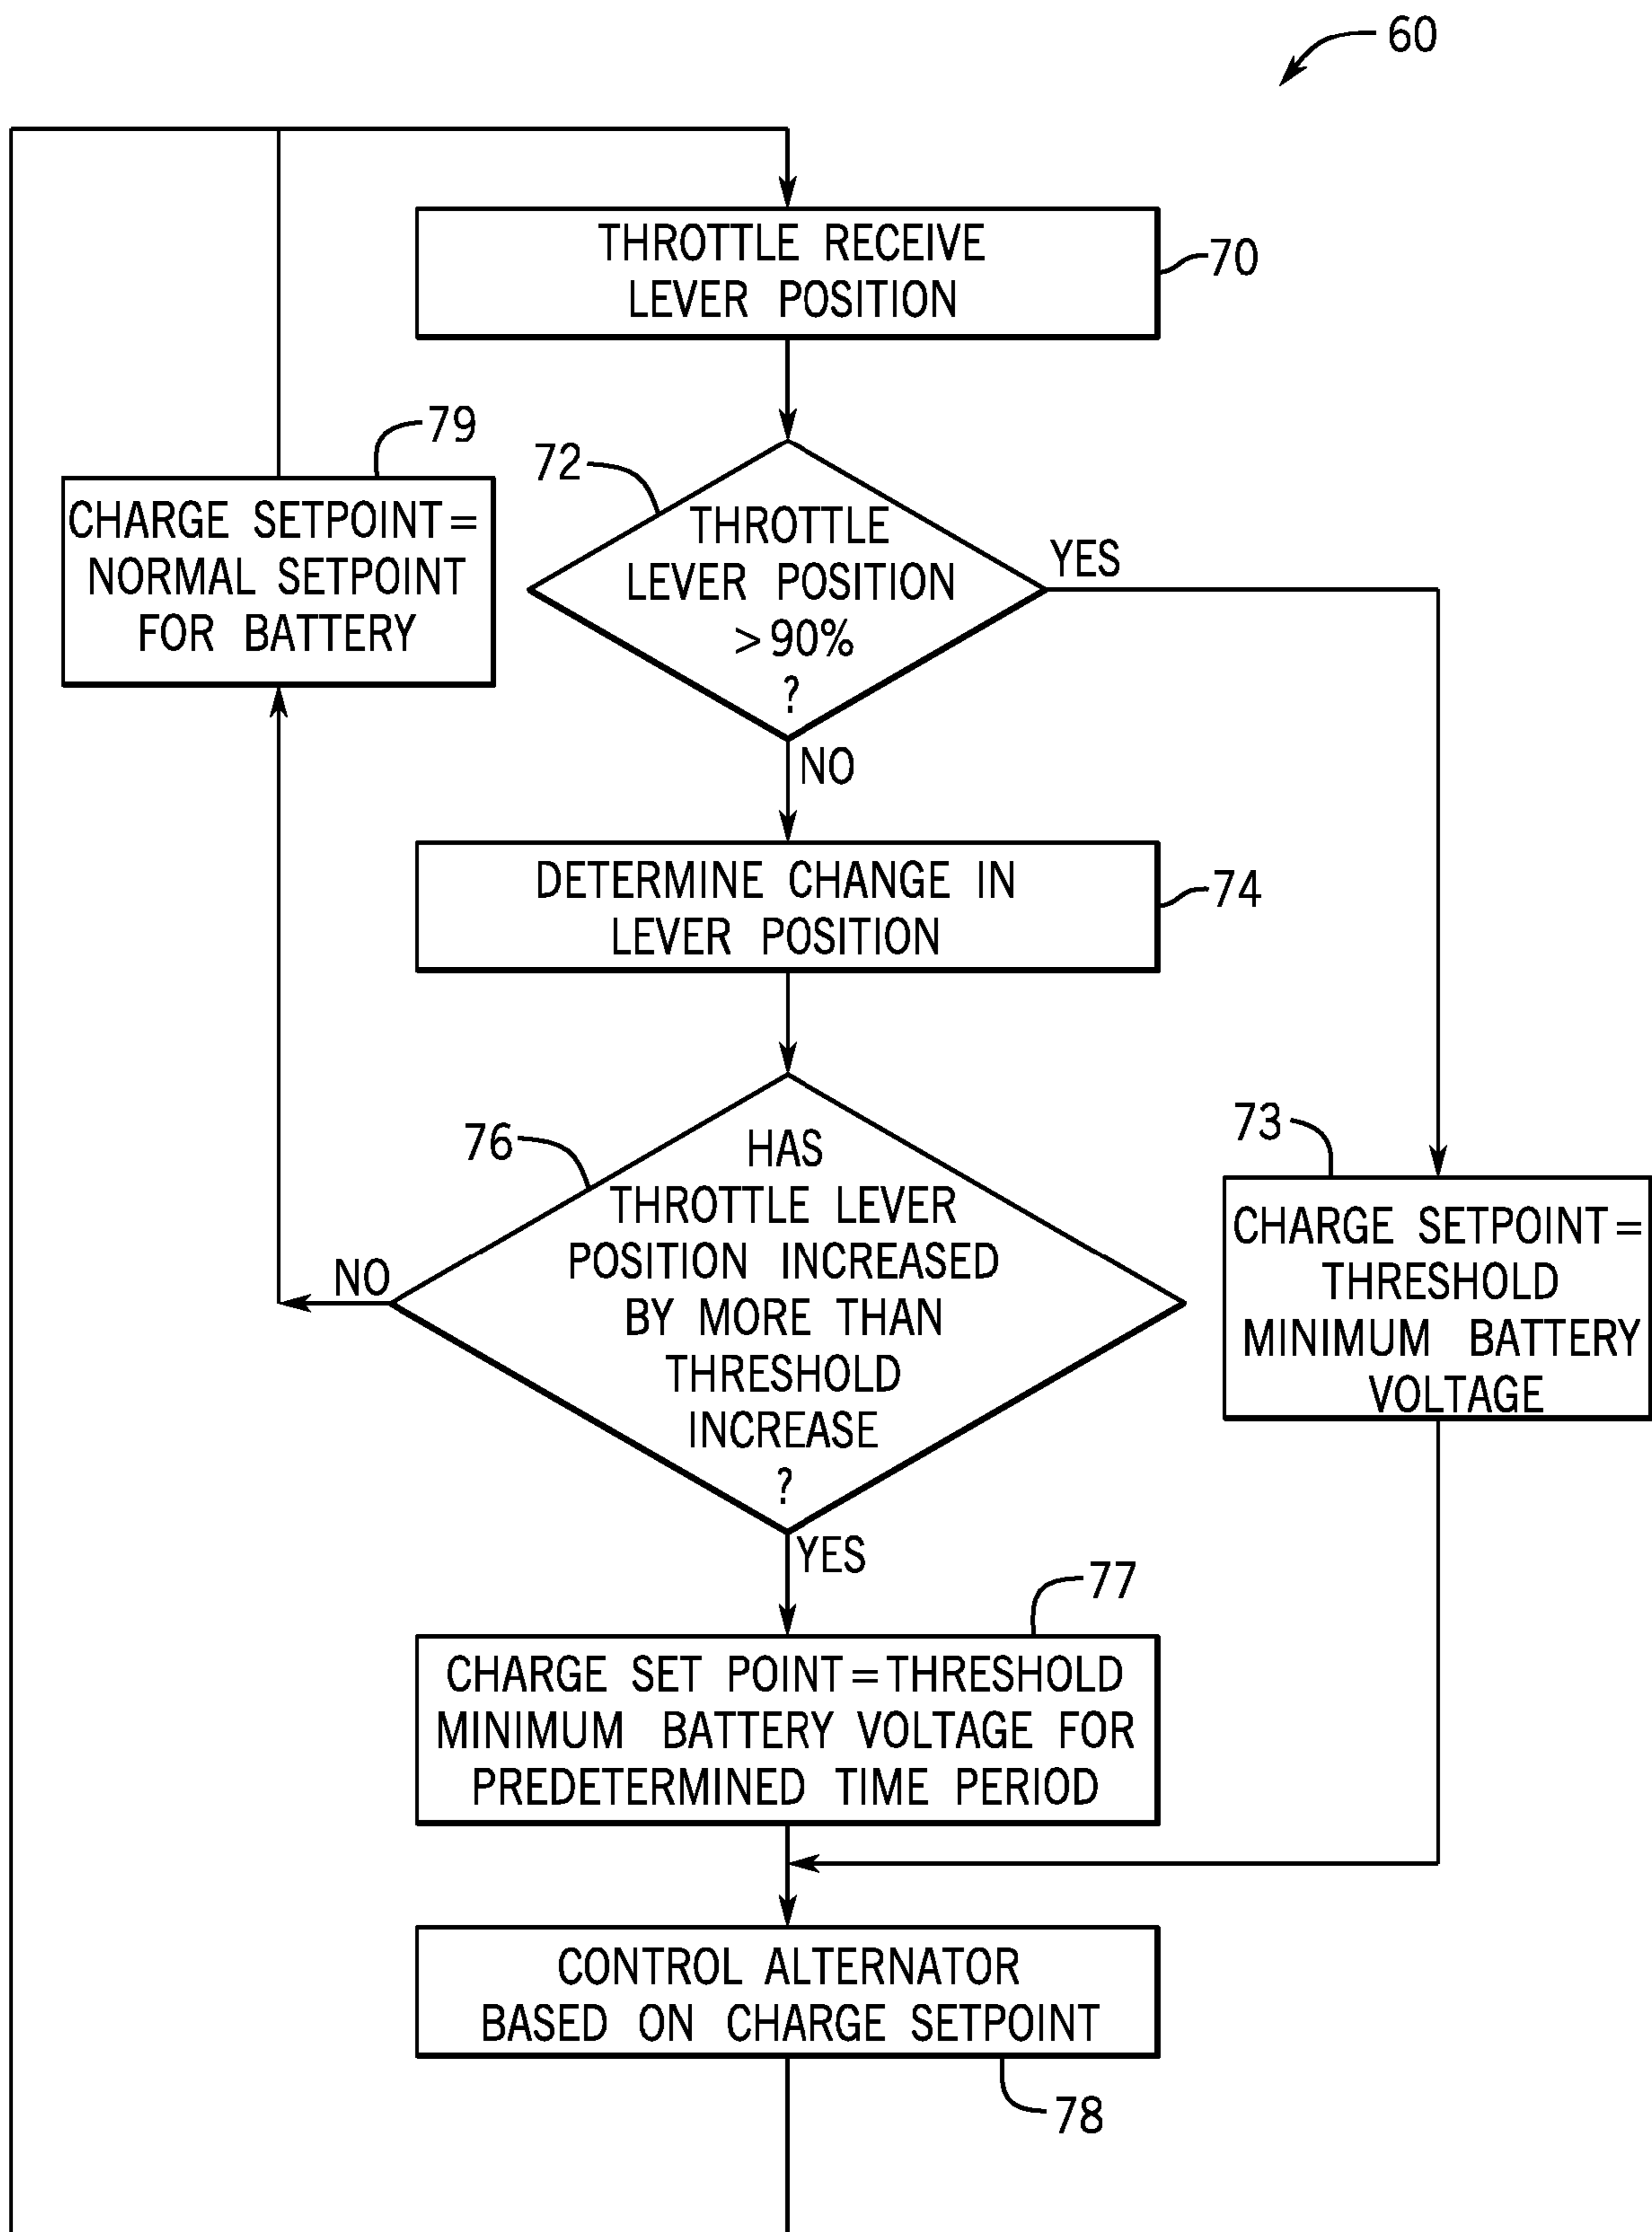 60
THROTTLE RECEIVE
LEVER POSITION
70
79
CHARGE SETPOINT=
NORMAL SETPOINT
FOR BATTERY
72
THROTTLE
LEVER POSITION
>90%
?
YES
NO
DETERMINE CHANGE IN
LEVER POSITION
74
76
HAS
THROTTLE LEVER
POSITION INCREASED
BY MORE THAN
THRESHOLD
INCREASE
?
NO
YES
73
CHARGE SETPOINT=
THRESHOLD
MINIMUM BATTERY
VOLTAGE
77
CHARGE SET POINT=THRESHOLD
MINIMUM BATTERY VOLTAGE FOR
PREDETERMINED TIME PERIOD
CONTROL ALTERNATOR
BASED ON CHARGE SETPOINT
78